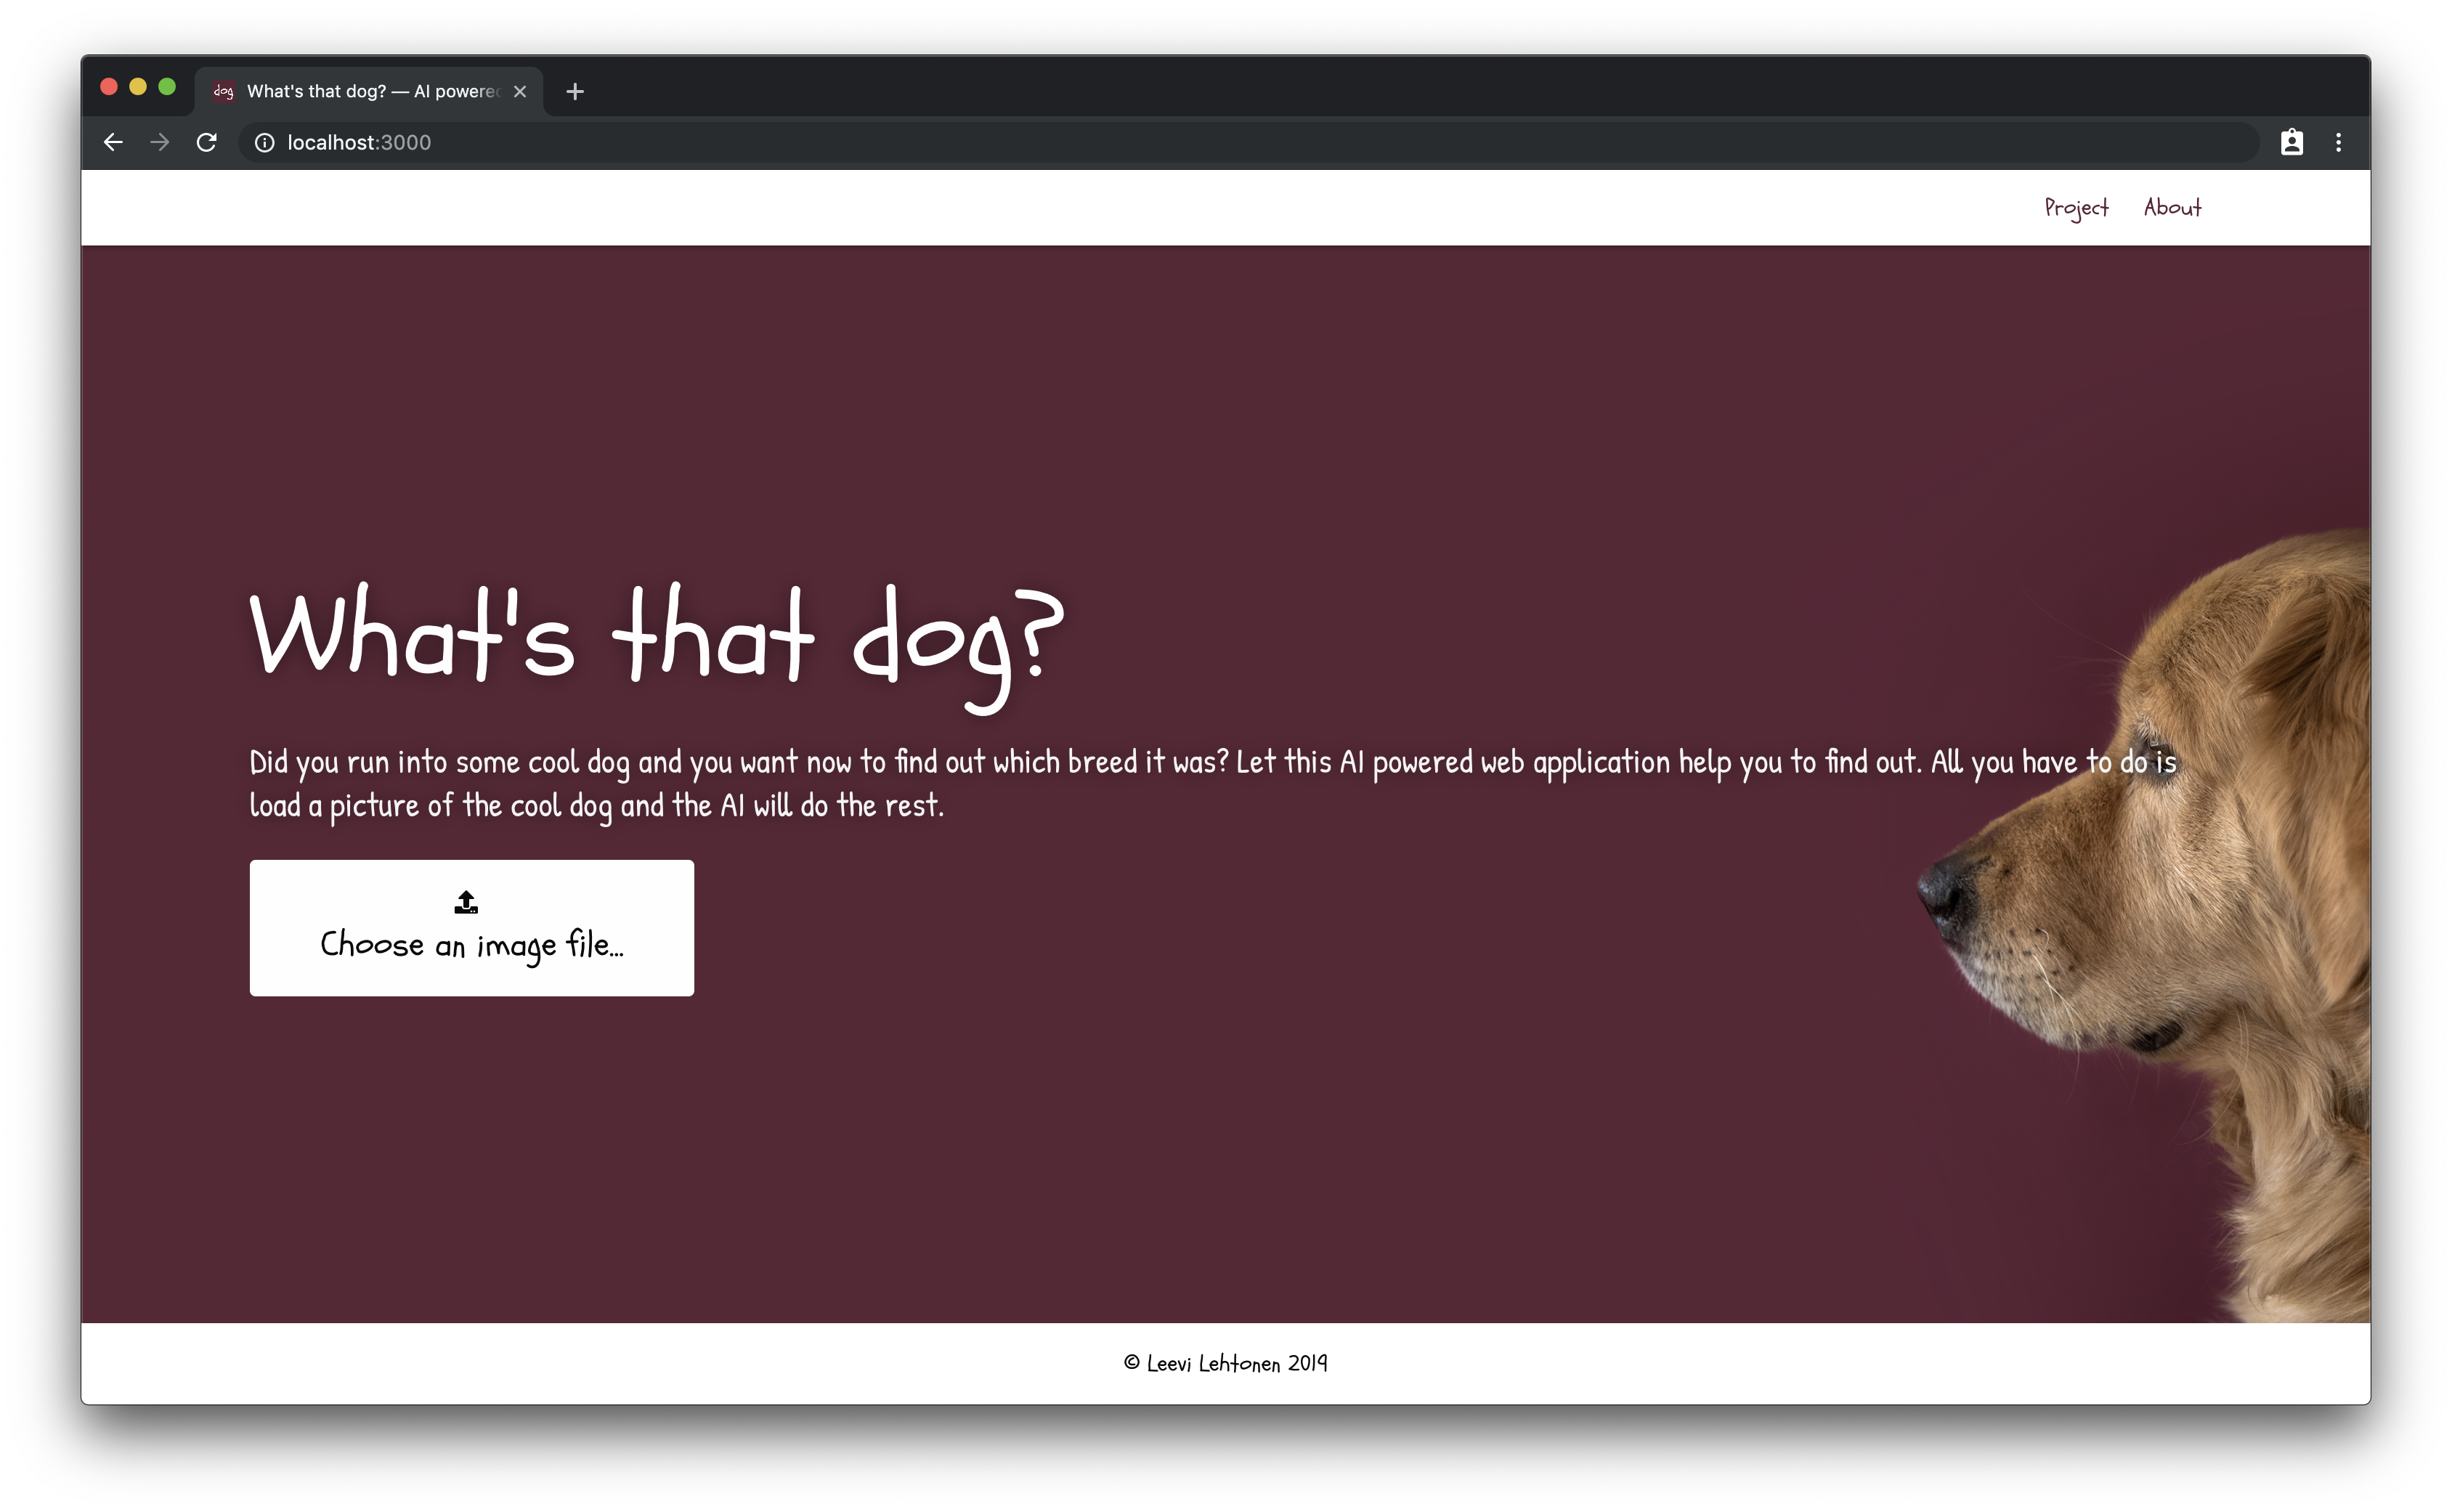 dog What's that dog? — AI powered
localhost:3000
Project About
What's that dog?
Did you run into some cool dog and you want now to find out which breed it was? Let this AI powered web application help you to find out. All you have to do is
load a picture of the cool dog and the AI will do the rest.
Choose an image file...
© Leevi Lehtonen 2019